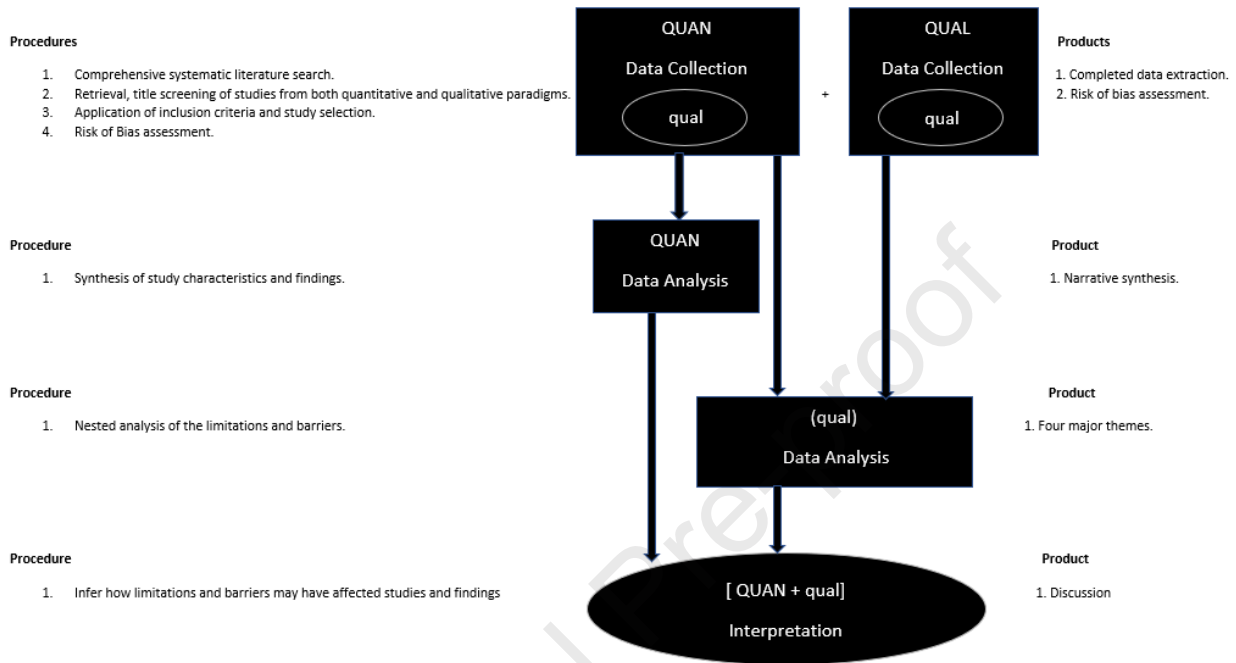 Procedures
1. Comprehensive systematic literature search.
2. Retrieval, title screening of studies from both quantitative and qualitative paradigms.
3. Application of inclusion criteria and study selection.
4. Risk of Bias assessment.
QUAN
Data Collection
qual
+
QUAL
Data Collection
qual
Products
1. Completed data extraction.
2. Risk of bias assessment.
Procedure
1. Synthesis of study characteristics and findings.
QUAN
Data Analysis
Product
1. Narrative synthesis.
Procedure
1. Nested analysis of the limitations and barriers.
(qual)
Data Analysis
Product
1. Four major themes.
Procedure
1. Infer how limitations and barriers may have affected studies and findings
[ QUAN + qual]
Interpretation
Product
1. Discussion
Pre-proof